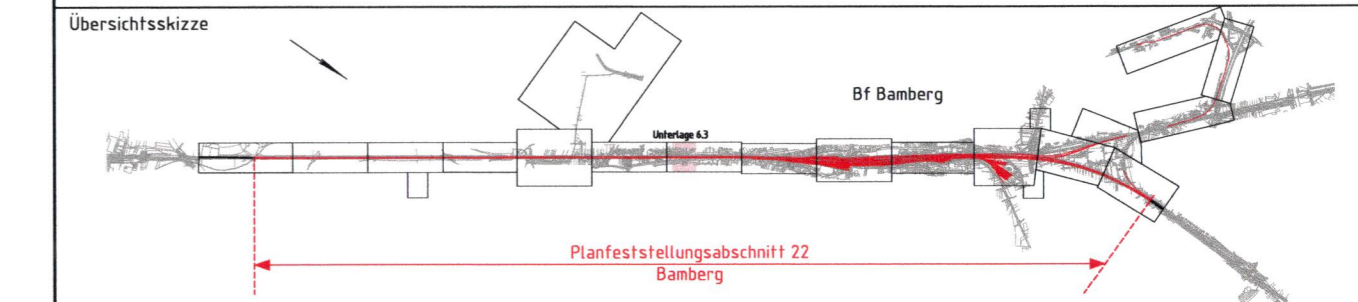 Übersichtsskizze
Bf Bamberg
Unterlage 6.3
Planfeststellungsabschnitt 22
Bamberg